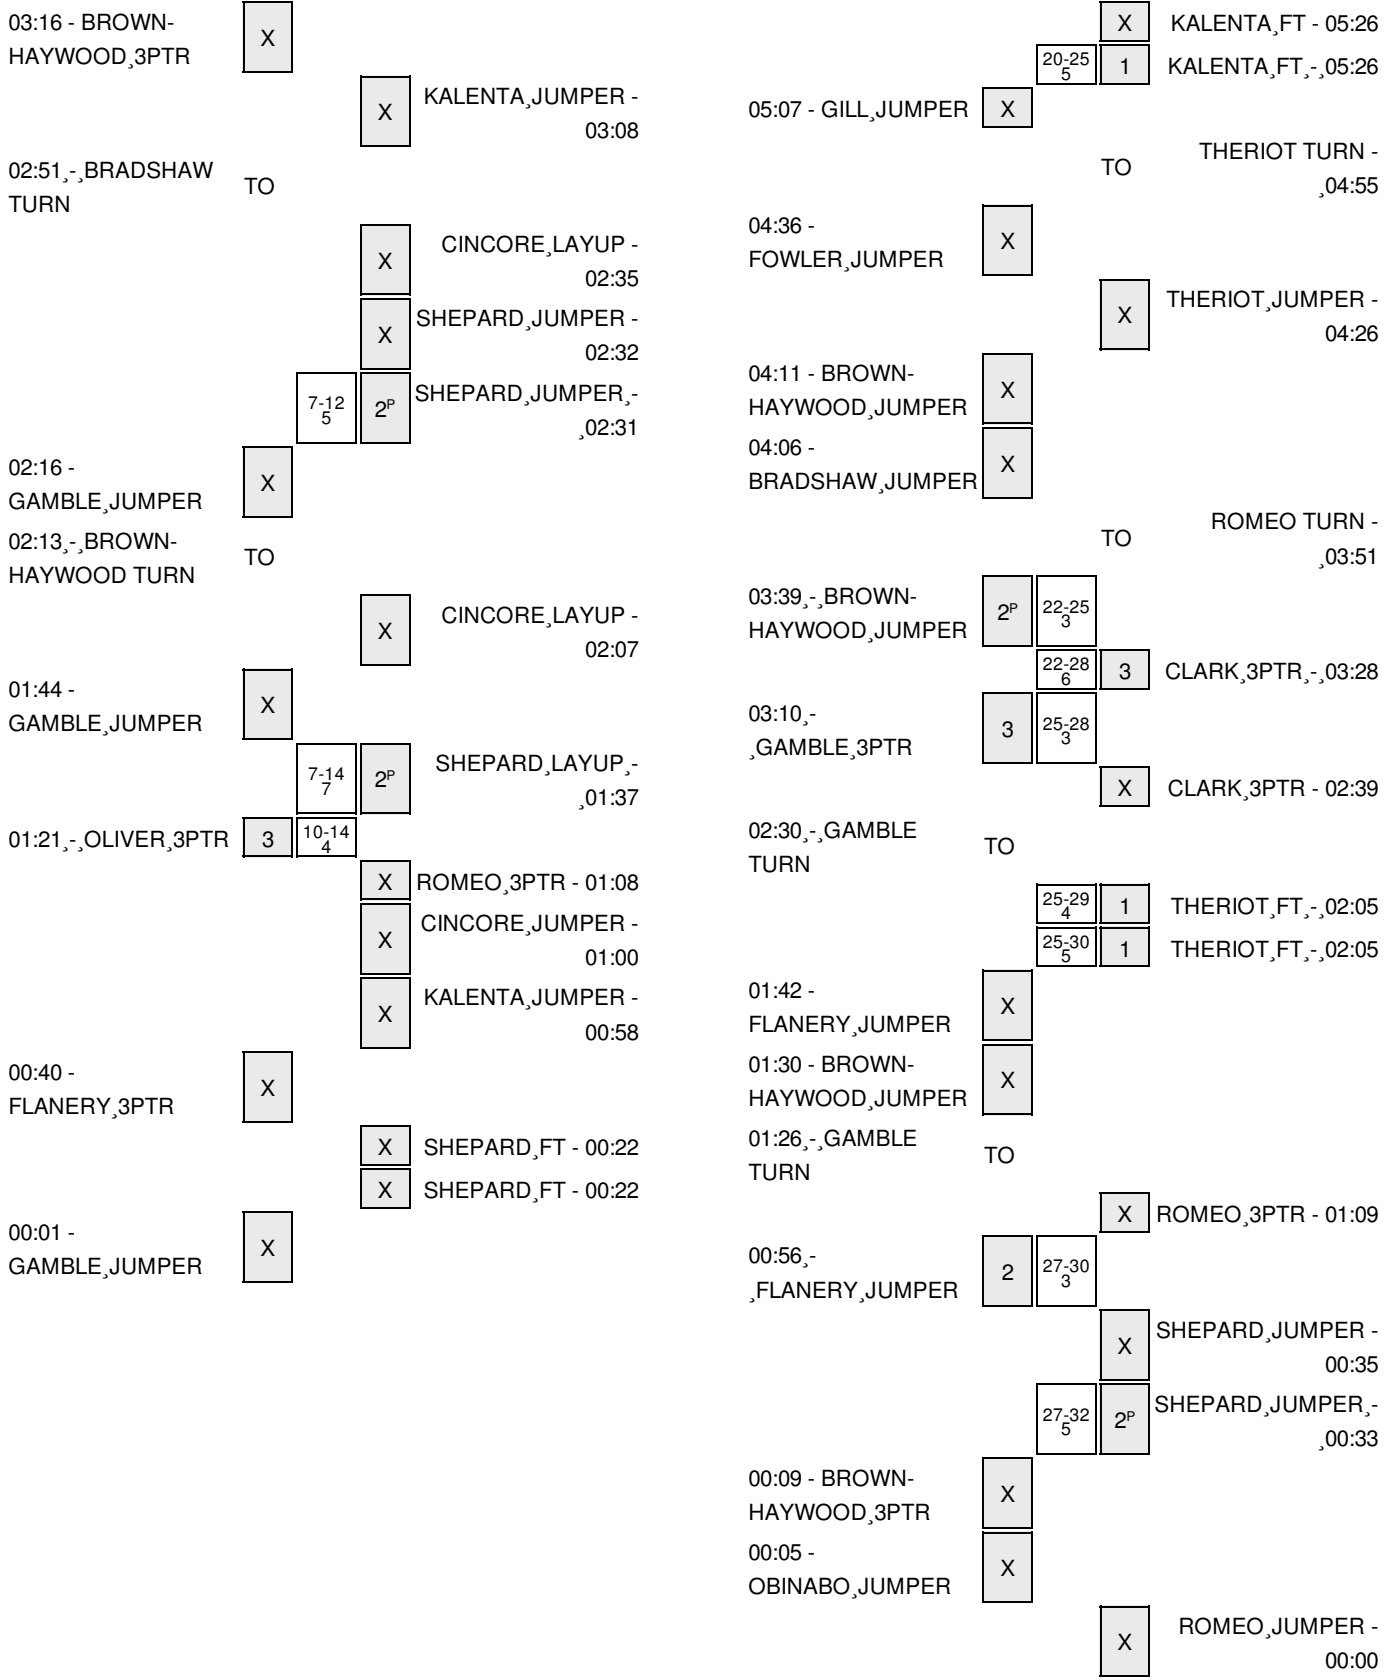 03:16 - BROWN-
HAYWOOD¸3PTR
X
X
KALENTA¸JUMPER -
03:08
02:51¸-¸BRADSHAW
TURN
TO
X
CINCORE¸LAYUP -
02:35
X
SHEPARD¸JUMPER -
02:32
7-12
5
2ᴾ
SHEPARD¸JUMPER¸-
¸02:31
02:16 -
GAMBLE¸JUMPER
X
02:13¸-¸BROWN-
HAYWOOD TURN
TO
X
CINCORE¸LAYUP -
02:07
01:44 -
GAMBLE¸JUMPER
X
7-14
7
2ᴾ
SHEPARD¸LAYUP¸-
¸01:37
01:21¸-¸OLIVER¸3PTR
3
10-14
4
X
ROMEO¸3PTR - 01:08
X
CINCORE¸JUMPER -
01:00
X
KALENTA¸JUMPER -
00:58
00:40 -
FLANERY¸3PTR
X
X
SHEPARD¸FT - 00:22
X
SHEPARD¸FT - 00:22
00:01 -
GAMBLE¸JUMPER
X
X
KALENTA¸FT - 05:26
20-25
5
1
KALENTA¸FT¸-¸05:26
05:07 - GILL¸JUMPER
X
TO
THERIOT TURN -
¸04:55
04:36 -
FOWLER¸JUMPER
X
X
THERIOT¸JUMPER -
04:26
04:11 - BROWN-
HAYWOOD¸JUMPER
X
04:06 -
BRADSHAW¸JUMPER
X
TO
ROMEO TURN -
¸03:51
03:39¸-¸BROWN-
HAYWOOD¸JUMPER
2ᴾ
22-25
3
22-28
6
3
CLARK¸3PTR¸-¸03:28
03:10¸-
¸GAMBLE¸3PTR
3
25-28
3
X
CLARK¸3PTR - 02:39
02:30¸-¸GAMBLE
TURN
TO
25-29
4
1
THERIOT¸FT¸-¸02:05
25-30
5
1
THERIOT¸FT¸-¸02:05
01:42 -
FLANERY¸JUMPER
X
01:30 - BROWN-
HAYWOOD¸JUMPER
X
01:26¸-¸GAMBLE
TURN
TO
X
ROMEO¸3PTR - 01:09
00:56¸-
¸FLANERY¸JUMPER
2
27-30
3
X
SHEPARD¸JUMPER -
00:35
27-32
5
2ᴾ
SHEPARD¸JUMPER¸-
¸00:33
00:09 - BROWN-
HAYWOOD¸3PTR
X
00:05 -
OBINABO¸JUMPER
X
X
ROMEO¸JUMPER -
00:00